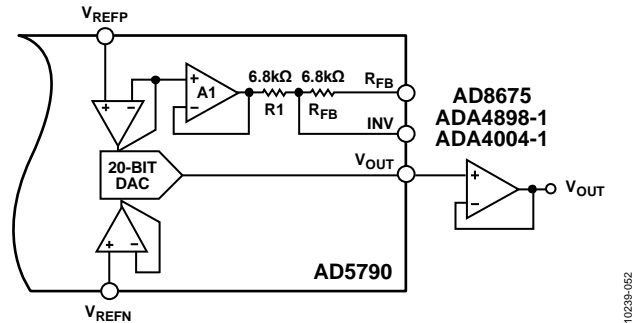 VREFP
6.8kΩ 6.8kΩ
A1
R1 RFB
RFB
INV
VOUT
20-BIT
DAC
AD8675
ADA4898-1
ADA4004-1
VOUT
AD5790
VREFN
10239-052
+ −
− +
+
−
+ −
+
−